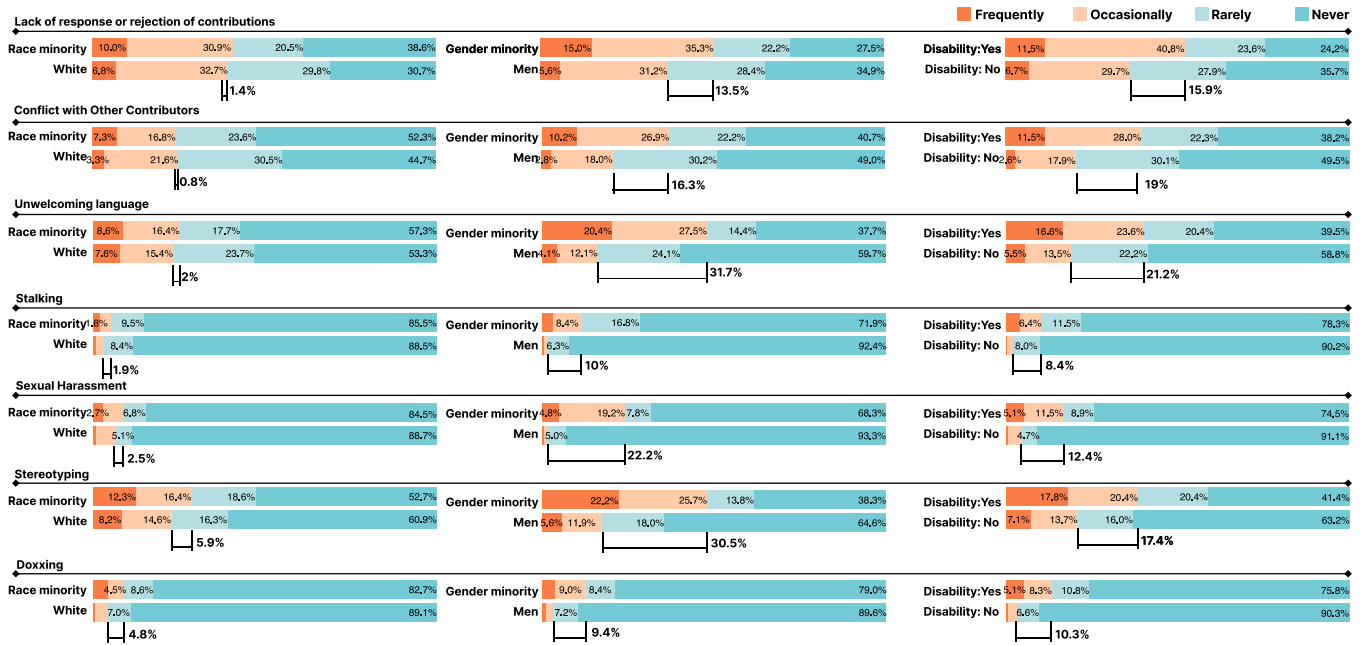 Lack of response or rejection of contributions
Frequently Occasionally Rarely Never
Race minority 10.0% 30.9% 20.5% 38.6% Gender minority 15.0% 35.3% 22.2% 27.5% Disability:Yes 11.5% 40.8% 23.6% 24.2%
White 6.8% 32.7% 29.8% 30.7% Men 5.6% 31.2% 28.4% 34.9% Disability: No 6.7% 29.7% 27.9% 35.7%
1.4% 13.5% 15.9%
Conflict with Other Contributors
Race minority 7.3% 16.8% 23.6% 52.3% Gender minority 10.2% 26.9% 22.2% 40.7% Disability:Yes 11.5% 28.0% 22.3% 38.2%
White 3.3% 21.6% 30.5% 44.7% Men 2.8% 18.0% 30.2% 49.0% Disability: No 2.6% 17.9% 30.1% 49.5%
0.8% 16.3% 19%
Unwelcoming language
Race minority 8.6% 16.4% 17.7% 57.3% Gender minority 20.4% 27.5% 14.4% 37.7% Disability:Yes 16.6% 23.6% 20.4% 39.5%
White 7.6% 15.4% 23.7% 53.3% Men 4.1% 12.1% 24.1% 59.7% Disability: No 5.5% 13.5% 22.2% 58.8%
2% 31.7% 21.2%
Stalking
Race minority 1.8% 9.5% 85.5% Gender minority 8.4% 16.8% 71.9% Disability:Yes 6.4% 11.5% 78.3%
White 8.4% 88.5% Men 6.3% 92.4% Disability: No 8.0% 90.2%
1.9% 10% 8.4%
Sexual Harassment
Race minority 2.7% 6.8% 84.5% Gender minority 4.8% 19.2% 7.8% 68.3% Disability:Yes 5.1% 11.5% 8.9% 74.5%
White 5.1% 88.7% Men 5.0% 93.3% Disability: No 4.7% 91.1%
2.5% 22.2% 12.4%
Stereotyping
Race minority 12.3% 16.4% 18.6% 52.7% Gender minority 22.2% 25.7% 13.8% 38.3% Disability:Yes 17.8% 20.4% 20.4% 41.4%
White 8.2% 14.6% 16.3% 60.9% Men 5.6% 11.9% 18.0% 64.6% Disability: No 7.1% 13.7% 16.0% 63.2%
5.9% 30.5% 17.4%
Doxxing
Race minority 4.5% 8.6% 82.7% Gender minority 9.0% 8.4% 79.0% Disability:Yes 5.1% 8.3% 10.8% 75.8%
White 7.0% 89.1% Men 7.2% 89.6% Disability: No 6.6% 90.3%
4.8% 9.4% 10.3%